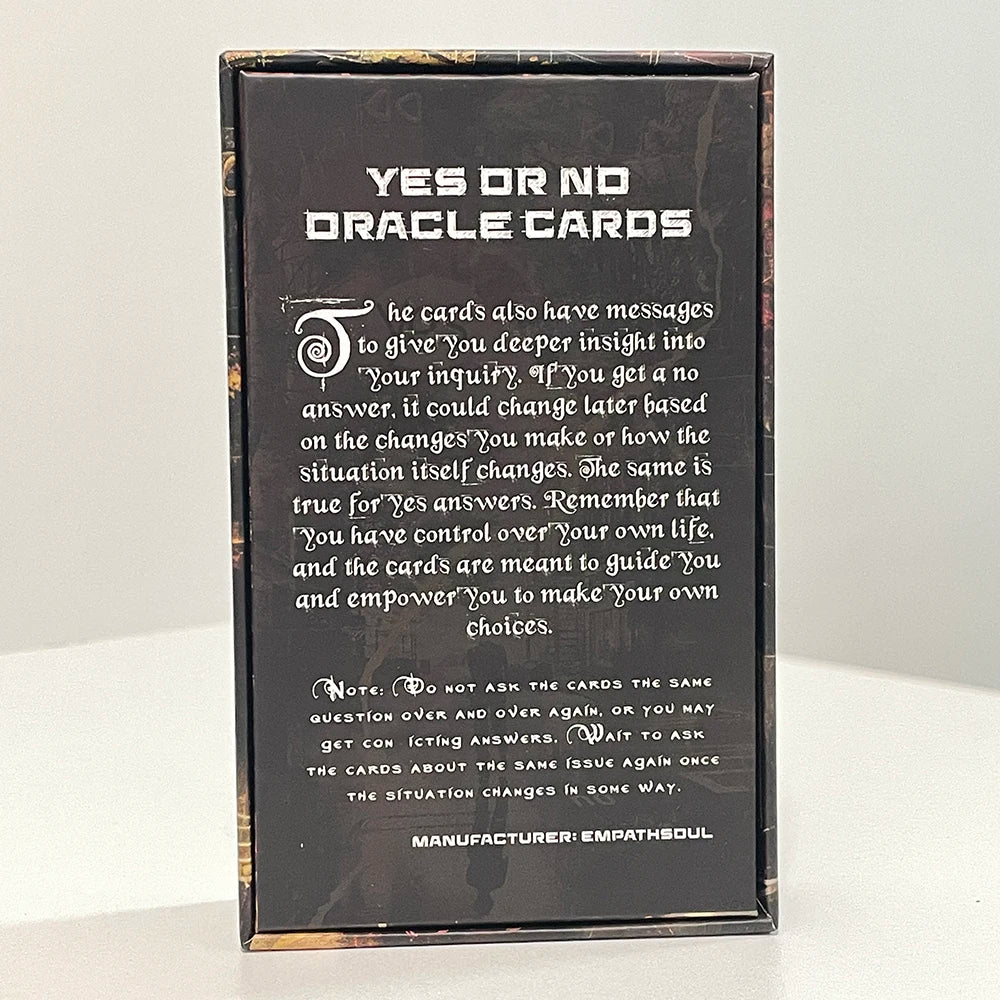 YES OR NO
ORACLE CARDS
The cards also have messages
to give you deeper insight into
your inquiry. If you get a no
answer, it could change later based
on the changes you make or how the
situation itself changes. The same is
true for yes answers. Remember that
you have control over your own life,
and the cards are meant to guide you
and empower you to make your own
choices.
Note: Do not ask the cards the same
question over and over again, or you may
get con icting answers. Wait to ask
the cards about the same issue again once
the situation changes in some way.
MANUFACTURER: EMPATHSOUL